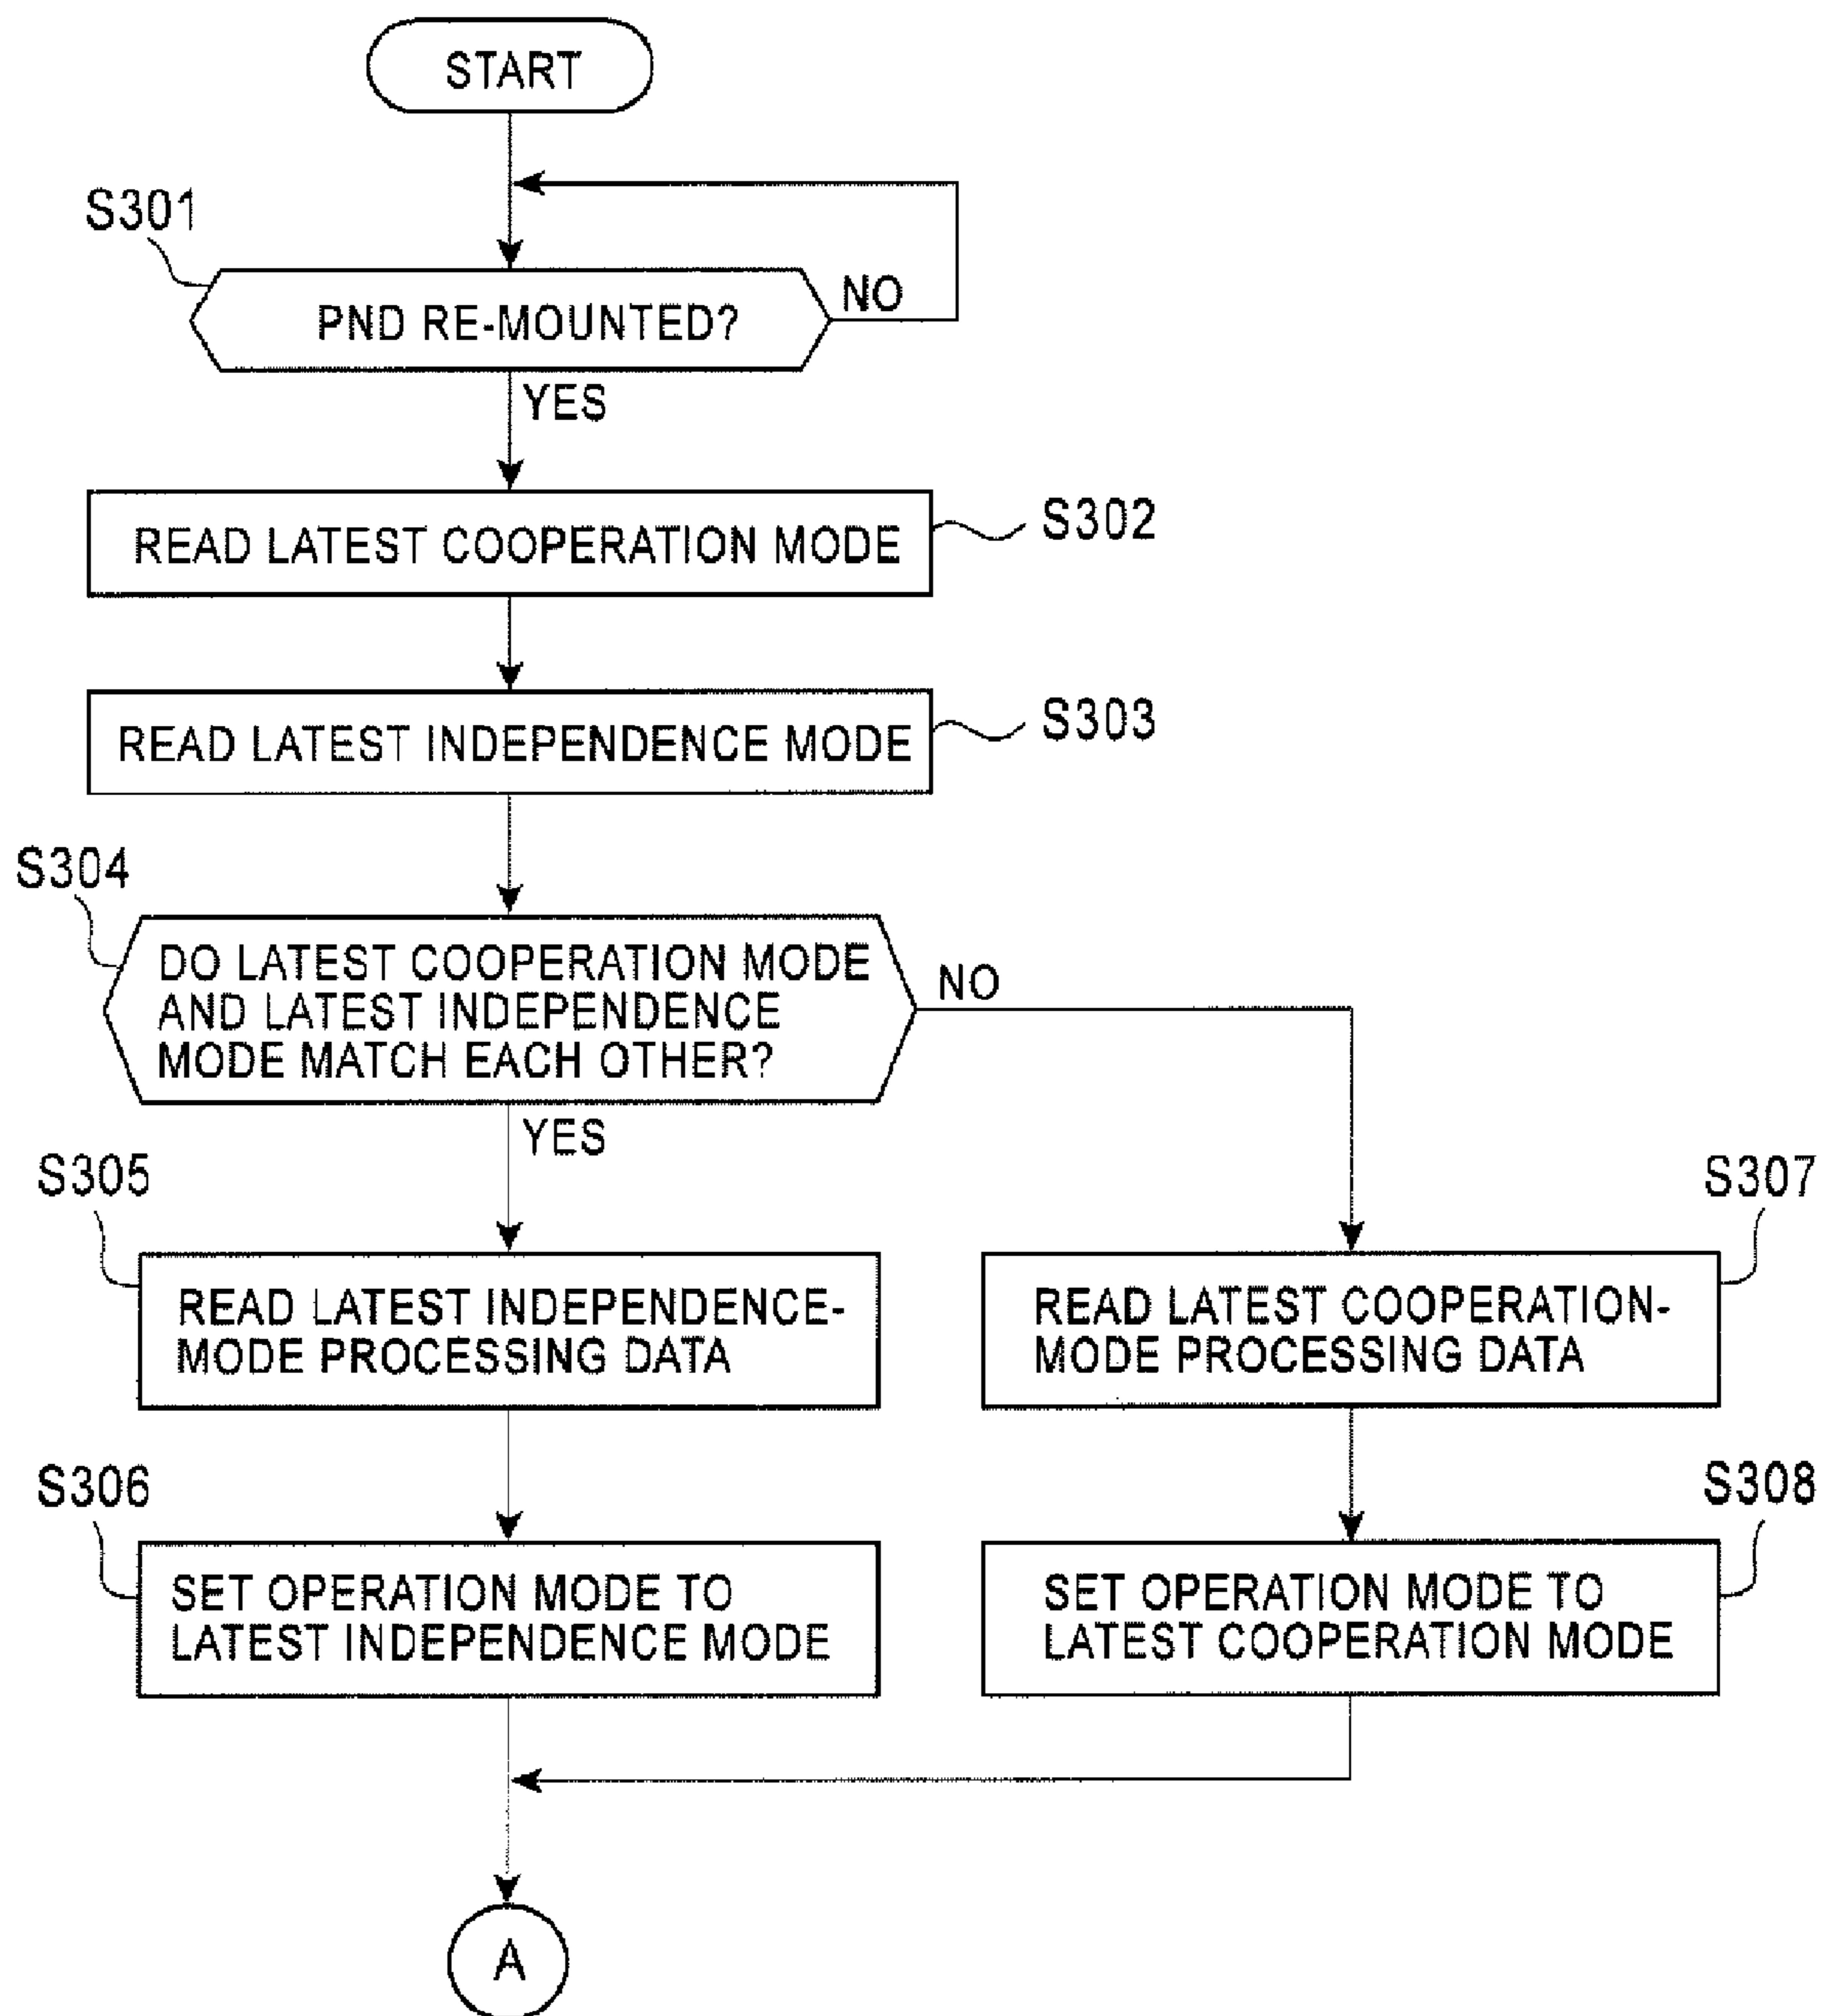 START
S301
PND RE-MOUNTED?
NO
YES
READ LATEST COOPERATION MODE
S302
READ LATEST INDEPENDENCE MODE
S303
S304
DO LATEST COOPERATION MODE
AND LATEST INDEPENDENCE
MODE MATCH EACH OTHER?
NO
YES
S305
READ LATEST INDEPENDENCE-
MODE PROCESSING DATA
S307
READ LATEST COOPERATION-
MODE PROCESSING DATA
S306
SET OPERATION MODE TO
LATEST INDEPENDENCE MODE
S308
SET OPERATION MODE TO
LATEST COOPERATION MODE
A